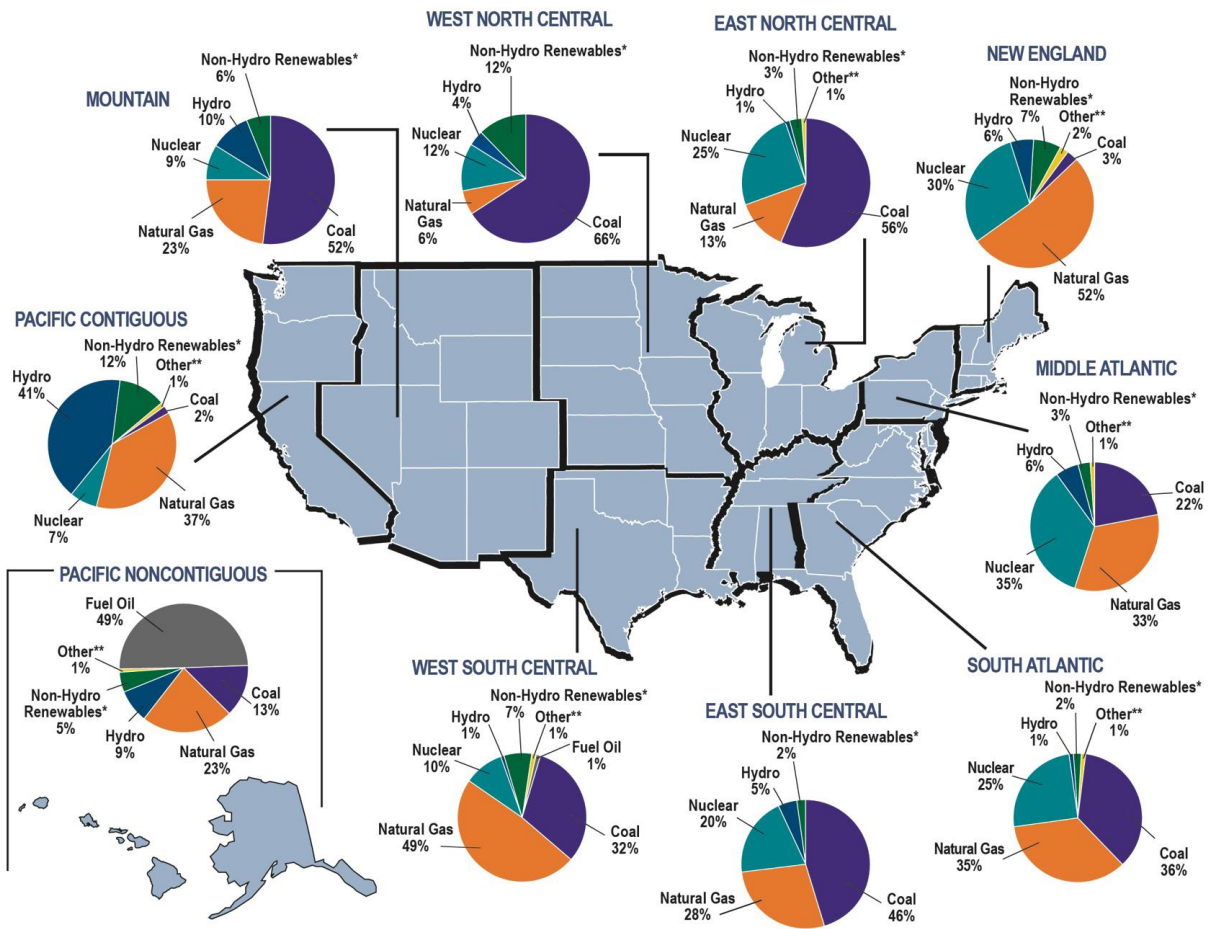 WEST NORTH CENTRAL
Non-Hydro Renewables*
12%
Hydro
4%
Nuclear
12%
Natural
Gas
6%
Coal
66%
EAST NORTH CENTRAL
Non-Hydro Renewables*
3%
Other**
1%
Hydro
1%
Nuclear
25%
Natural
Gas
13%
Coal
56%
NEW ENGLAND
Non-Hydro
Renewables*
7%
Other**
2%
Hydro
6%
Coal
3%
Nuclear
30%
Natural Gas
52%
MOUNTAIN
Non-Hydro Renewables*
6%
Hydro
10%
Nuclear
9%
Natural Gas
23%
Coal
52%
PACIFIC CONTIGUOUS
Non-Hydro Renewables*
12%
Other**
1%
Hydro
41%
Coal
2%
Nuclear
7%
Natural Gas
37%
MIDDLE ATLANTIC
Non-Hydro Renewables*
3%
Other**
1%
Hydro
6%
Coal
22%
Nuclear
35%
Natural Gas
33%
PACIFIC NONCONTIGUOUS
Fuel Oil
49%
Other**
1%
Non-Hydro
Renewables*
5%
Hydro
9%
Natural Gas
23%
Coal
13%
WEST SOUTH CENTRAL
Non-Hydro Renewables*
7%
Hydro
1%
Other**
1%
Fuel Oil
1%
Nuclear
10%
Natural Gas
49%
Coal
32%
EAST SOUTH CENTRAL
Non-Hydro Renewables*
2%
Hydro
5%
Nuclear
20%
Natural Gas
28%
Coal
46%
SOUTH ATLANTIC
Non-Hydro Renewables*
2%
Hydro
1%
Other**
1%
Nuclear
25%
Natural Gas
35%
Coal
36%